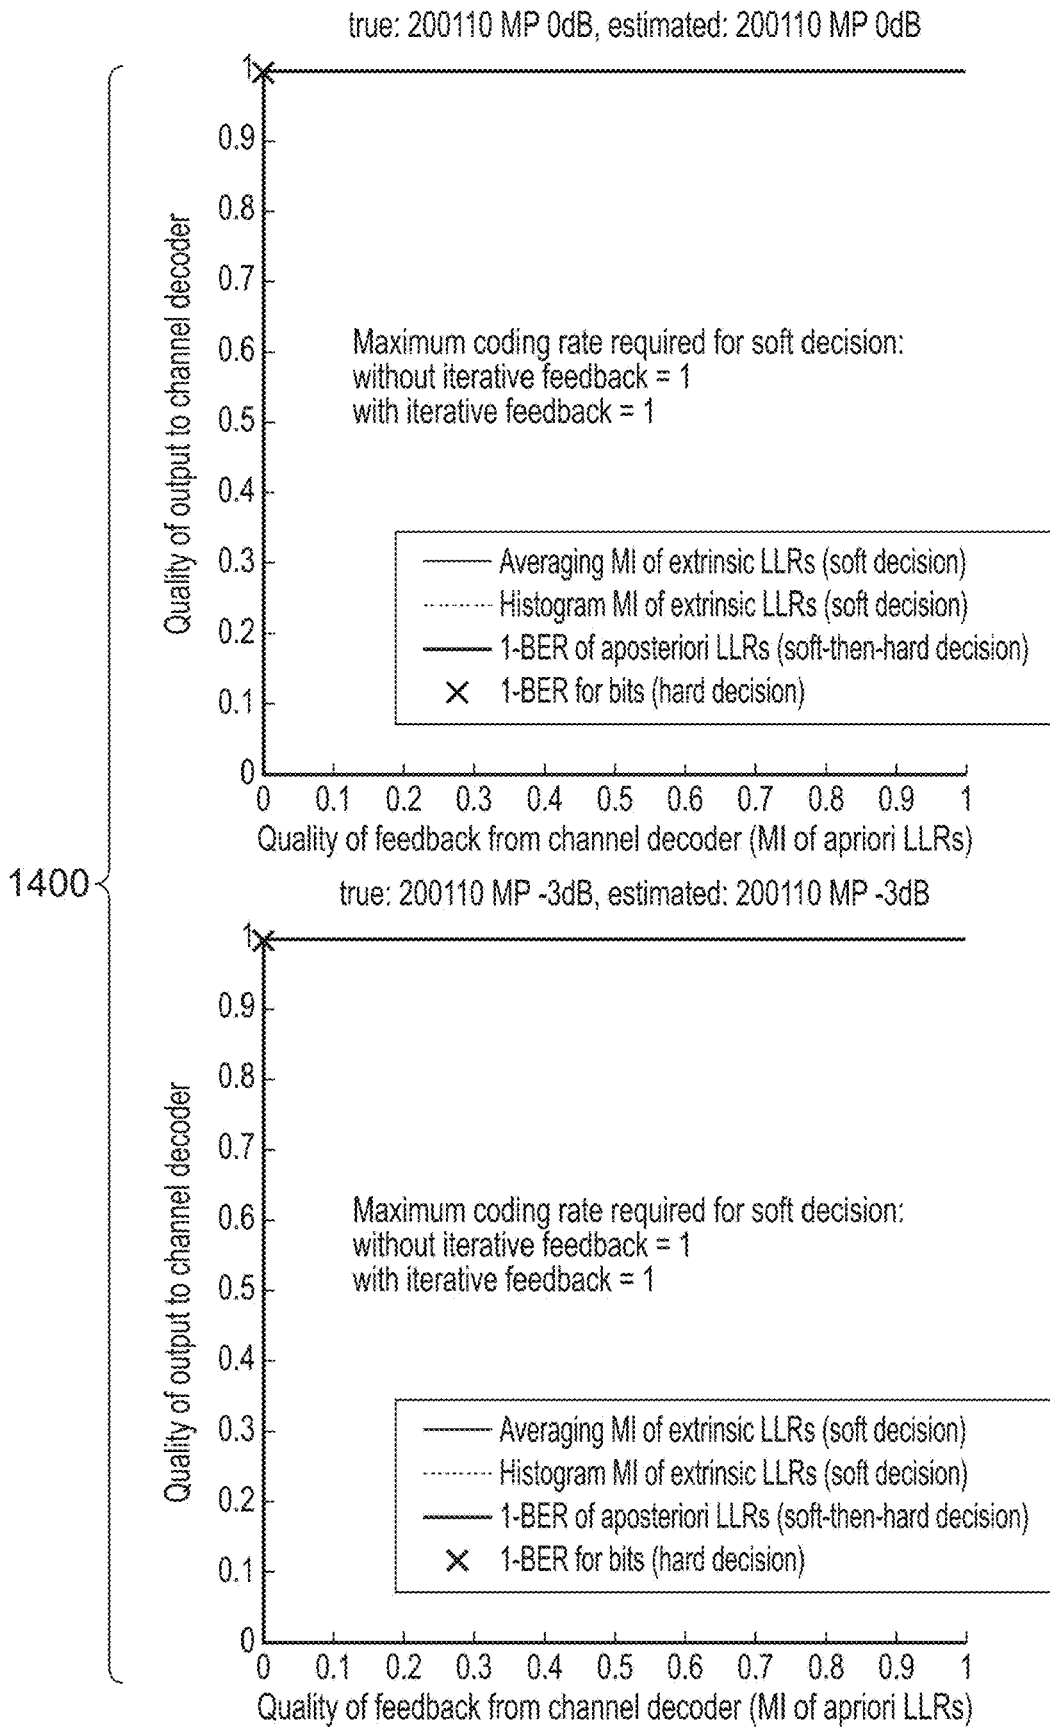 true: 200110 MP 0dB, estimated: 200110 MP 0dB
1
0.9
0.8
0.7
0.6
0.5
0.4
0.3
0.2
0.1
0
Quality of output to channel decoder
Maximum coding rate required for soft decision:
without iterative feedback = 1
with iterative feedback = 1
Averaging MI of extrinsic LLRs (soft decision)
Histogram MI of extrinsic LLRs (soft decision)
1-BER of aposteriori LLRs (soft-then-hard decision)
1-BER for bits (hard decision)
0 0.1 0.2 0.3 0.4 0.5 0.6 0.7 0.8 0.9 1
Quality of feedback from channel decoder (MI of apriori LLRs)
1400
true: 200110 MP -3dB, estimated: 200110 MP -3dB
1
0.9
0.8
0.7
0.6
0.5
0.4
0.3
0.2
0.1
0
Quality of output to channel decoder
Maximum coding rate required for soft decision:
without iterative feedback = 1
with iterative feedback = 1
Averaging MI of extrinsic LLRs (soft decision)
Histogram MI of extrinsic LLRs (soft decision)
1-BER of aposteriori LLRs (soft-then-hard decision)
1-BER for bits (hard decision)
0 0.1 0.2 0.3 0.4 0.5 0.6 0.7 0.8 0.9 1
Quality of feedback from channel decoder (MI of apriori LLRs)